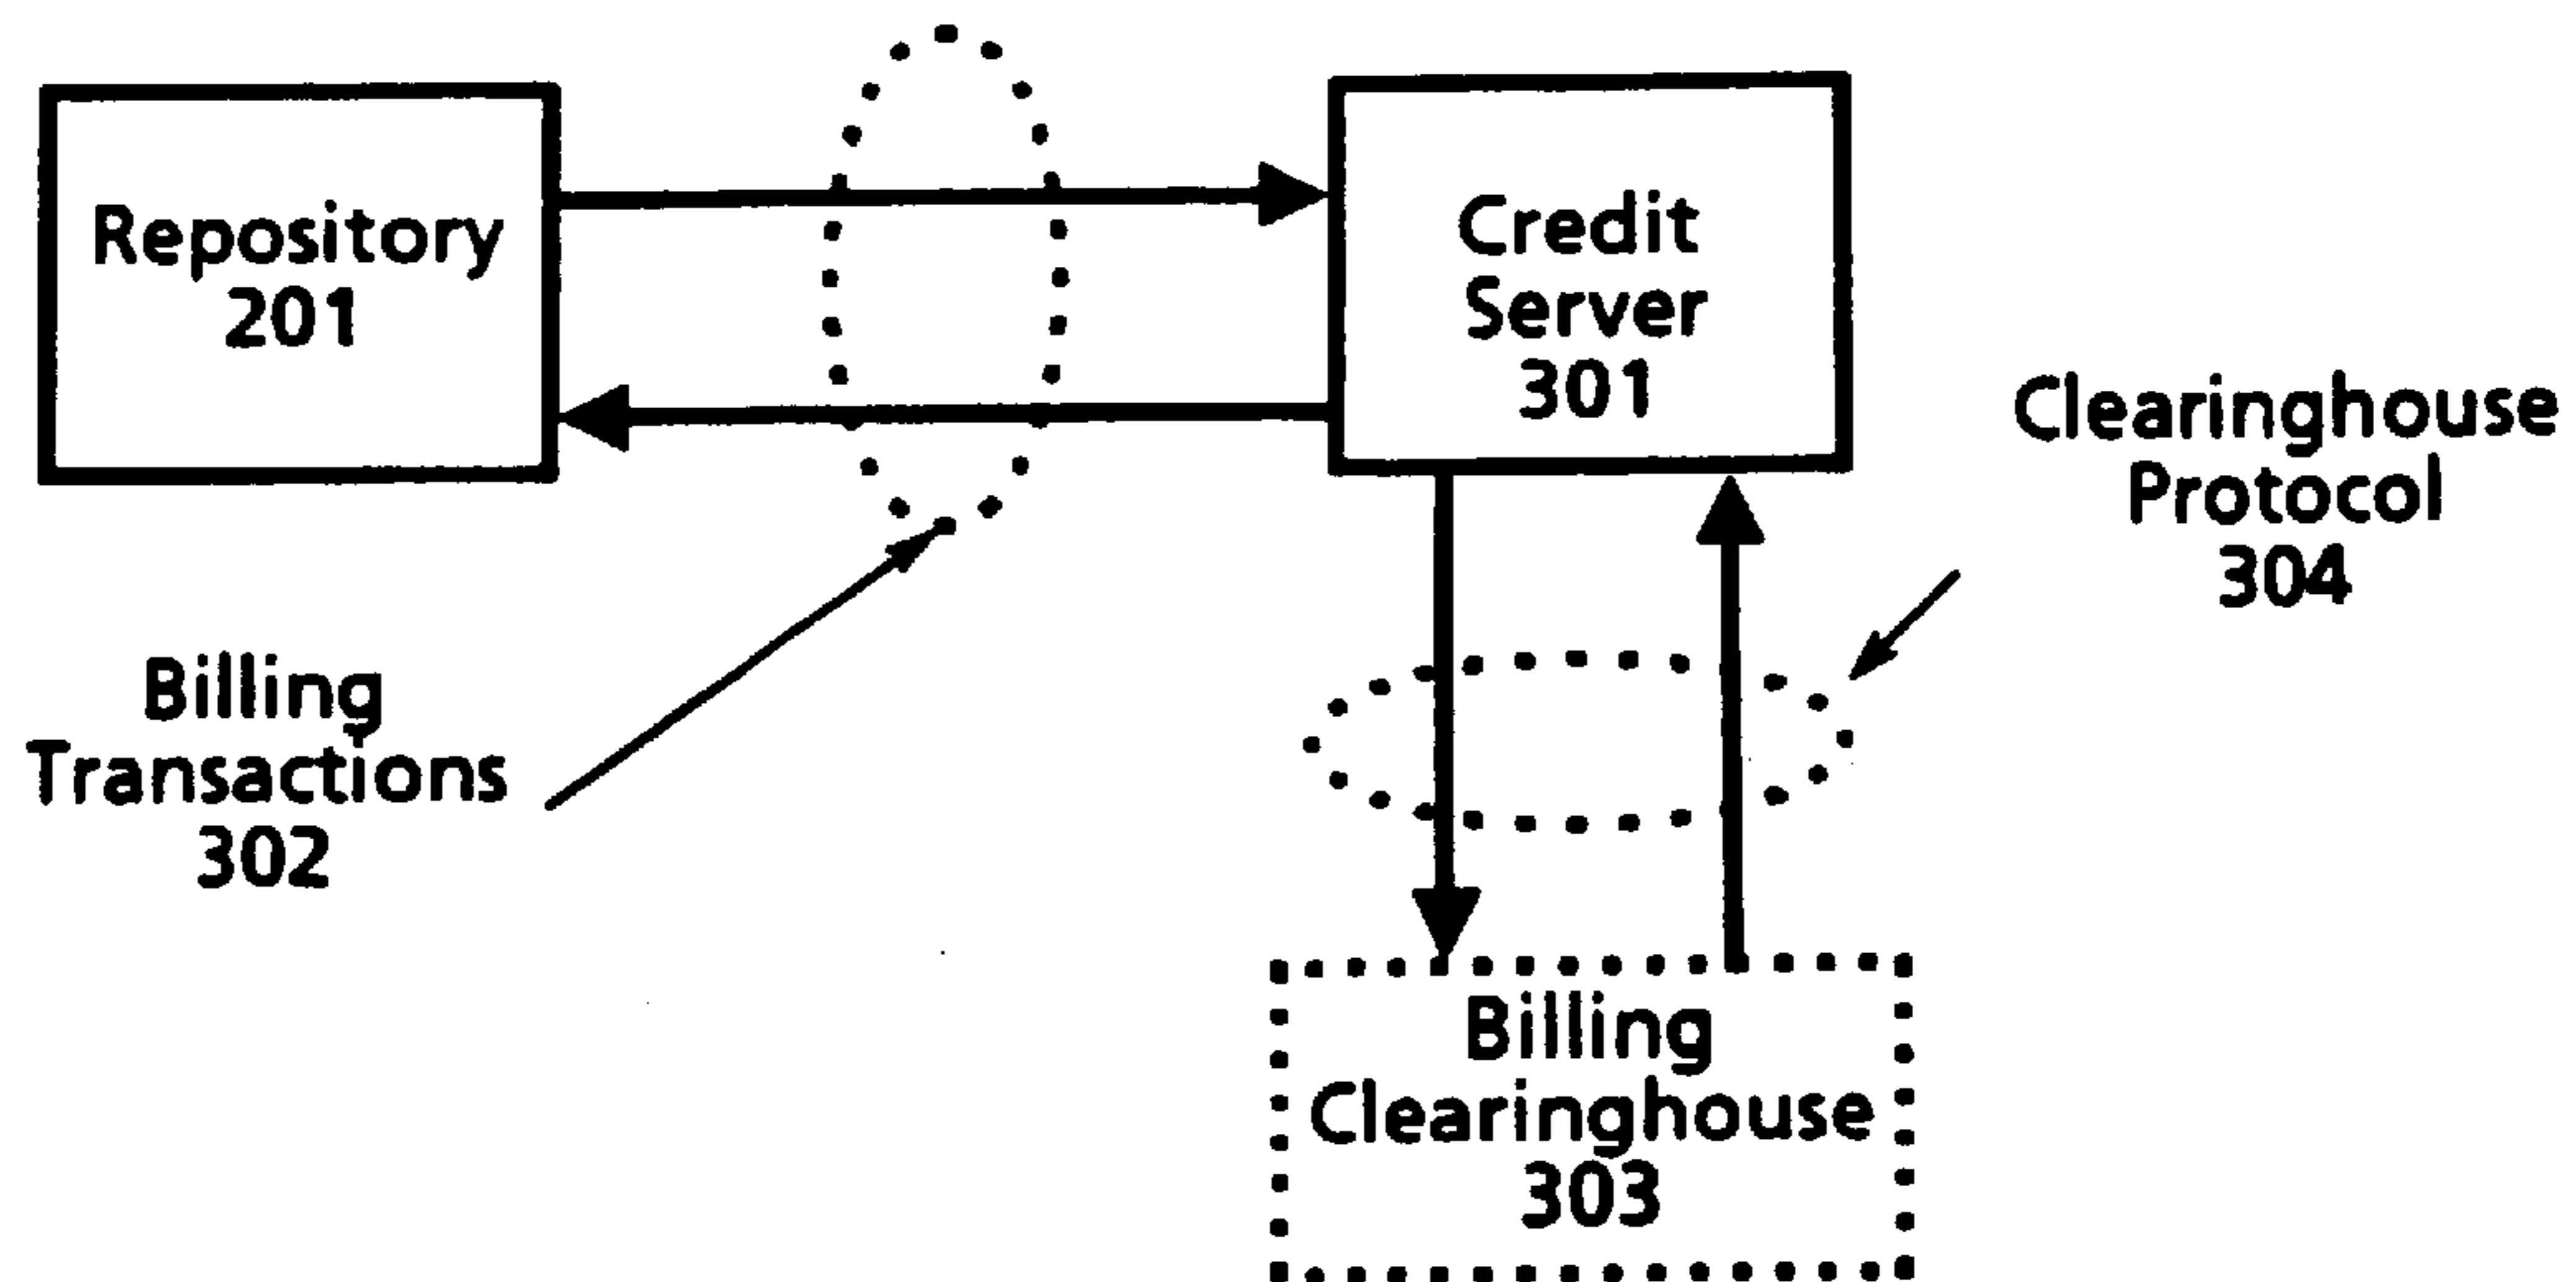 Repository
201
Credit
Server
301
Clearinghouse
Protocol
304
Billing
Transactions
302
Billing
Clearinghouse
303